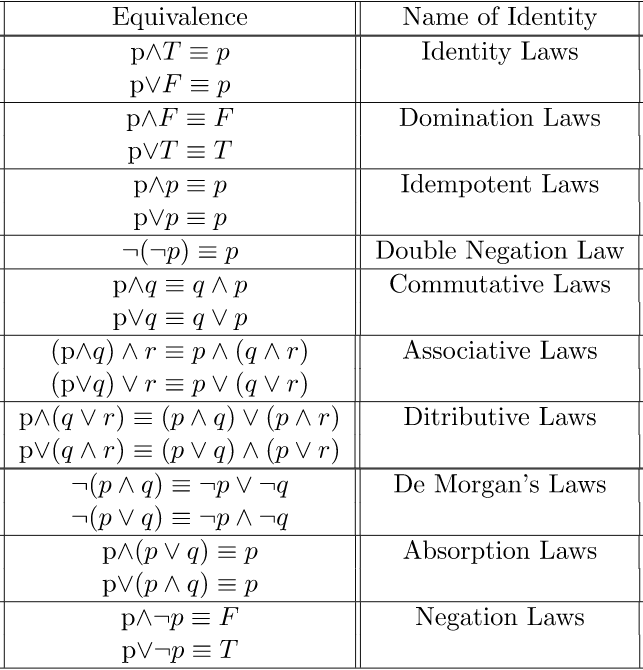 Equivalence Name of Identity
p∧T ≡ p Identity Laws
p∨F ≡ p
p∧F ≡ F Domination Laws
p∨T ≡ T
p∧p ≡ p Idempotent Laws
p∨p ≡ p
¬(¬p) ≡ p Double Negation Law
p∧q ≡ q ∧ p Commutative Laws
p∨q ≡ q ∨ p
(p∧q) ∧ r ≡ p ∧ (q ∧ r) Associative Laws
(p∨q) ∨ r ≡ p ∨ (q ∨ r)
p∧(q ∨ r) ≡ (p ∧ q) ∨ (p ∧ r) Ditributive Laws
p∨(q ∧ r) ≡ (p ∨ q) ∧ (p ∨ r)
¬(p ∧ q) ≡ ¬p ∨ ¬q De Morgan's Laws
¬(p ∨ q) ≡ ¬p ∧ ¬q
p∧(p ∨ q) ≡ p Absorption Laws
p∨(p ∧ q) ≡ p
p∧¬p ≡ F Negation Laws
p∨¬p ≡ T